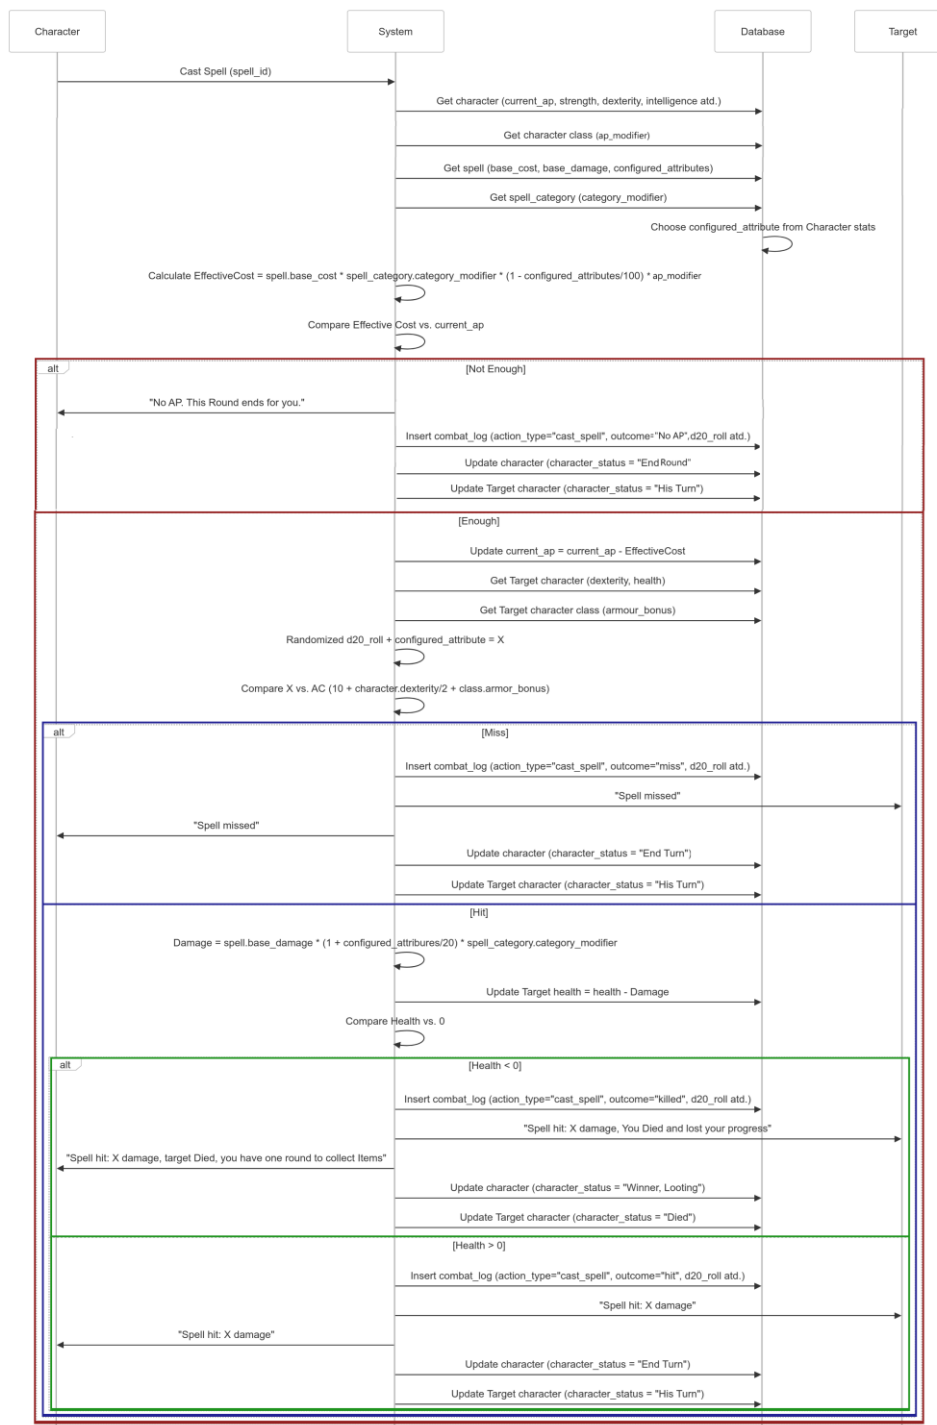 Character
System
Database
Target
Cast Spell (spell_id)
Get character (current_ap, strength, dexterity, intelligence atd.)
Get character class (ap_modifier)
Get spell (base_cost, base_damage, configured_attributes)
Get spell_category (category_modifier)
Choose configured_attribute from Character stats
Calculate EffectiveCost = spell.base_cost * spell_category.category_modifier * (1 - configured_attributes/100) * ap_modifier
Compare Effective Cost vs. current_ap
alt
[Not Enough]
"No AP. This Round ends for you."
Insert combat_log (action_type="cast_spell", outcome="No AP",d20_roll atd.)
Update character (character_status = "EndRound"
Update Target character (character_status = "His Turn")
[Enough]
Update current_ap = current_ap - EffectiveCost
Get Target character (dexterity, health)
Get Target character class (armour_bonus)
Randomized d20_roll + configured_attribute = X
Compare X vs. AC (10 + character.dexterity/2 + class.armor_bonus)
alt
[Miss]
Insert combat_log (action_type="cast_spell", outcome="miss", d20_roll atd.)
"Spell missed"
"Spell missed"
Update character (character_status = "End Turn")
Update Target character (character_status = "His Turn")
[Hit]
Damage = spell.base_damage * (1 + configured_attribures/20) * spell_category.category_modifier
Update Target health = health - Damage
Compare Health vs. 0
alt
[Health < 0]
Insert combat_log (action_type="cast_spell", outcome="killed", d20_roll atd.)
"Spell hit: X damage, You Died and lost your progress"
"Spell hit: X damage, target Died, you have one round to collect Items"
Update character (character_status = "Winner, Looting")
Update Target character (character_status = "Died")
[Health > 0]
Insert combat_log (action_type="cast_spell", outcome="hit", d20_roll atd.)
"Spell hit: X damage"
"Spell hit: X damage"
Update character (character_status = "End Turn")
Update Target character (character_status = "His Turn")